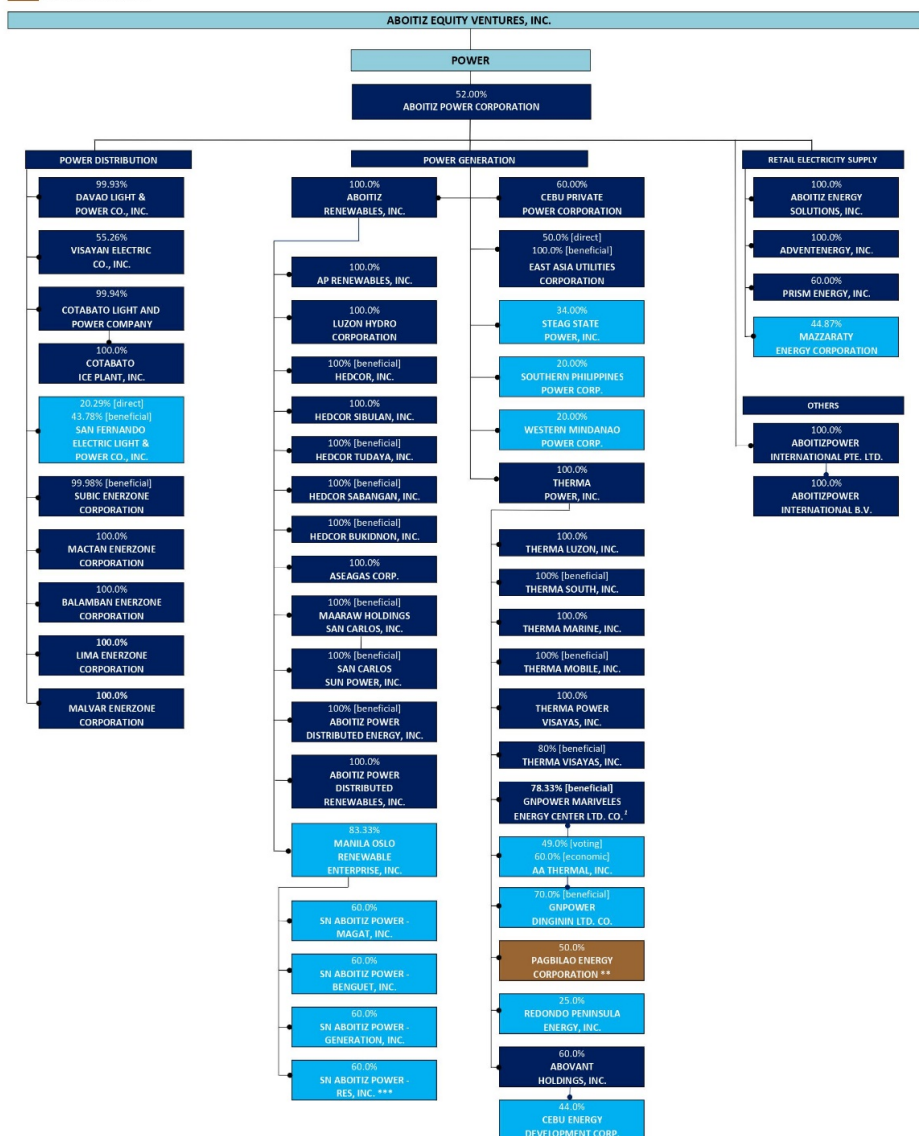 ABOITIZ EQUITY VENTURES, INC.
POWER
52.00%
ABOITIZ POWER CORPORATION
POWER DISTRIBUTION
99.93%
DAVAO LIGHT &
POWER CO., INC.
55.26%
VISAYAN ELECTRIC
CO., INC.
99.94%
COTABATO LIGHT AND
POWER COMPANY
100.0%
COTABATO
ICE PLANT, INC.
20.29% [direct]
43.78% [beneficial]
SAN FERNANDO
ELECTRIC LIGHT &
POWER CO., INC.
99.98% [beneficial]
SUBIC ENERZONE
CORPORATION
100.0%
MACTAN ENERZONE
CORPORATION
100.0%
BALAMBAN ENERZONE
CORPORATION
100.0%
LIMA ENERZONE
CORPORATION
100.0%
MALVAR ENERZONE
CORPORATION
POWER GENERATION
100.0%
ABOITIZ
RENEWABLES, INC.
100.0%
AP RENEWABLES, INC.
100.0%
LUZON HYDRO
CORPORATION
100% [beneficial]
HEDCOR, INC.
100.0%
HEDCOR SIBULAN, INC.
100% [beneficial]
HEDCOR TUDAYA, INC.
100% [beneficial]
HEDCOR SABANGAN, INC.
100% [beneficial]
HEDCOR BUKIDNON, INC.
100.0%
ASEAGAS CORP.
100% [beneficial]
MAARAW HOLDINGS
SAN CARLOS, INC.
100% [beneficial]
SAN CARLOS
SUN POWER, INC.
100% [beneficial]
ABOITIZ POWER
DISTRIBUTED ENERGY, INC.
100.0%
ABOITIZ POWER
DISTRIBUTED
RENEWABLES, INC.
83.33%
MANILA OSLO
RENEWABLE
ENTERPRISE, INC.
60.0%
SN ABOITIZ POWER -
MAGAT, INC.
60.0%
SN ABOITIZ POWER -
BENGUET, INC.
60.0%
SN ABOITIZ POWER -
GENERATION, INC.
60.0%
SN ABOITIZ POWER -
RES, INC. ***
60.00%
CEBU PRIVATE
POWER CORPORATION
50.0% [direct]
100.0% [beneficial]
EAST ASIA UTILITIES
CORPORATION
34.00%
STEAG STATE
POWER, INC.
20.00%
SOUTHERN PHILIPPINES
POWER CORP.
20.00%
WESTERN MINDANAO
POWER CORP.
100.0%
THERMA
POWER, INC.
100.0%
THERMA LUZON, INC.
100% [beneficial]
THERMA SOUTH, INC.
100.0%
THERMA MARINE, INC.
100% [beneficial]
THERMA MOBILE, INC.
100.0%
THERMA POWER
VISAYAS, INC.
80% [beneficial]
THERMA VISAYAS, INC.
78.33% [beneficial]
GNPOWER MARIVELES
ENERGY CENTER LTD. CO.
49.0% [voting]
60.0% [economic]
AA THERMAL, INC.
70.0% [beneficial]
GNPOWER
DINGININ LTD. CO.
50.0%
PAGBILAO ENERGY
CORPORATION **
25.0%
REDONDO PENINSULA
ENERGY, INC.
60.0%
ABOVANT
HOLDINGS, INC.
44.0%
CEBU ENERGY
DEVELOPMENT CORP.
RETAIL ELECTRICITY SUPPLY
100.0%
ABOITIZ ENERGY
SOLUTIONS, INC.
100.0%
ADVENTENERGY, INC.
60.00%
PRISM ENERGY, INC.
44.87%
MAZZARATY
ENERGY CORPORATION
OTHERS
100.0%
ABOITIZPOWER
INTERNATIONAL PTE. LTD.
100.0%
ABOITIZPOWER
INTERNATIONAL B.V.